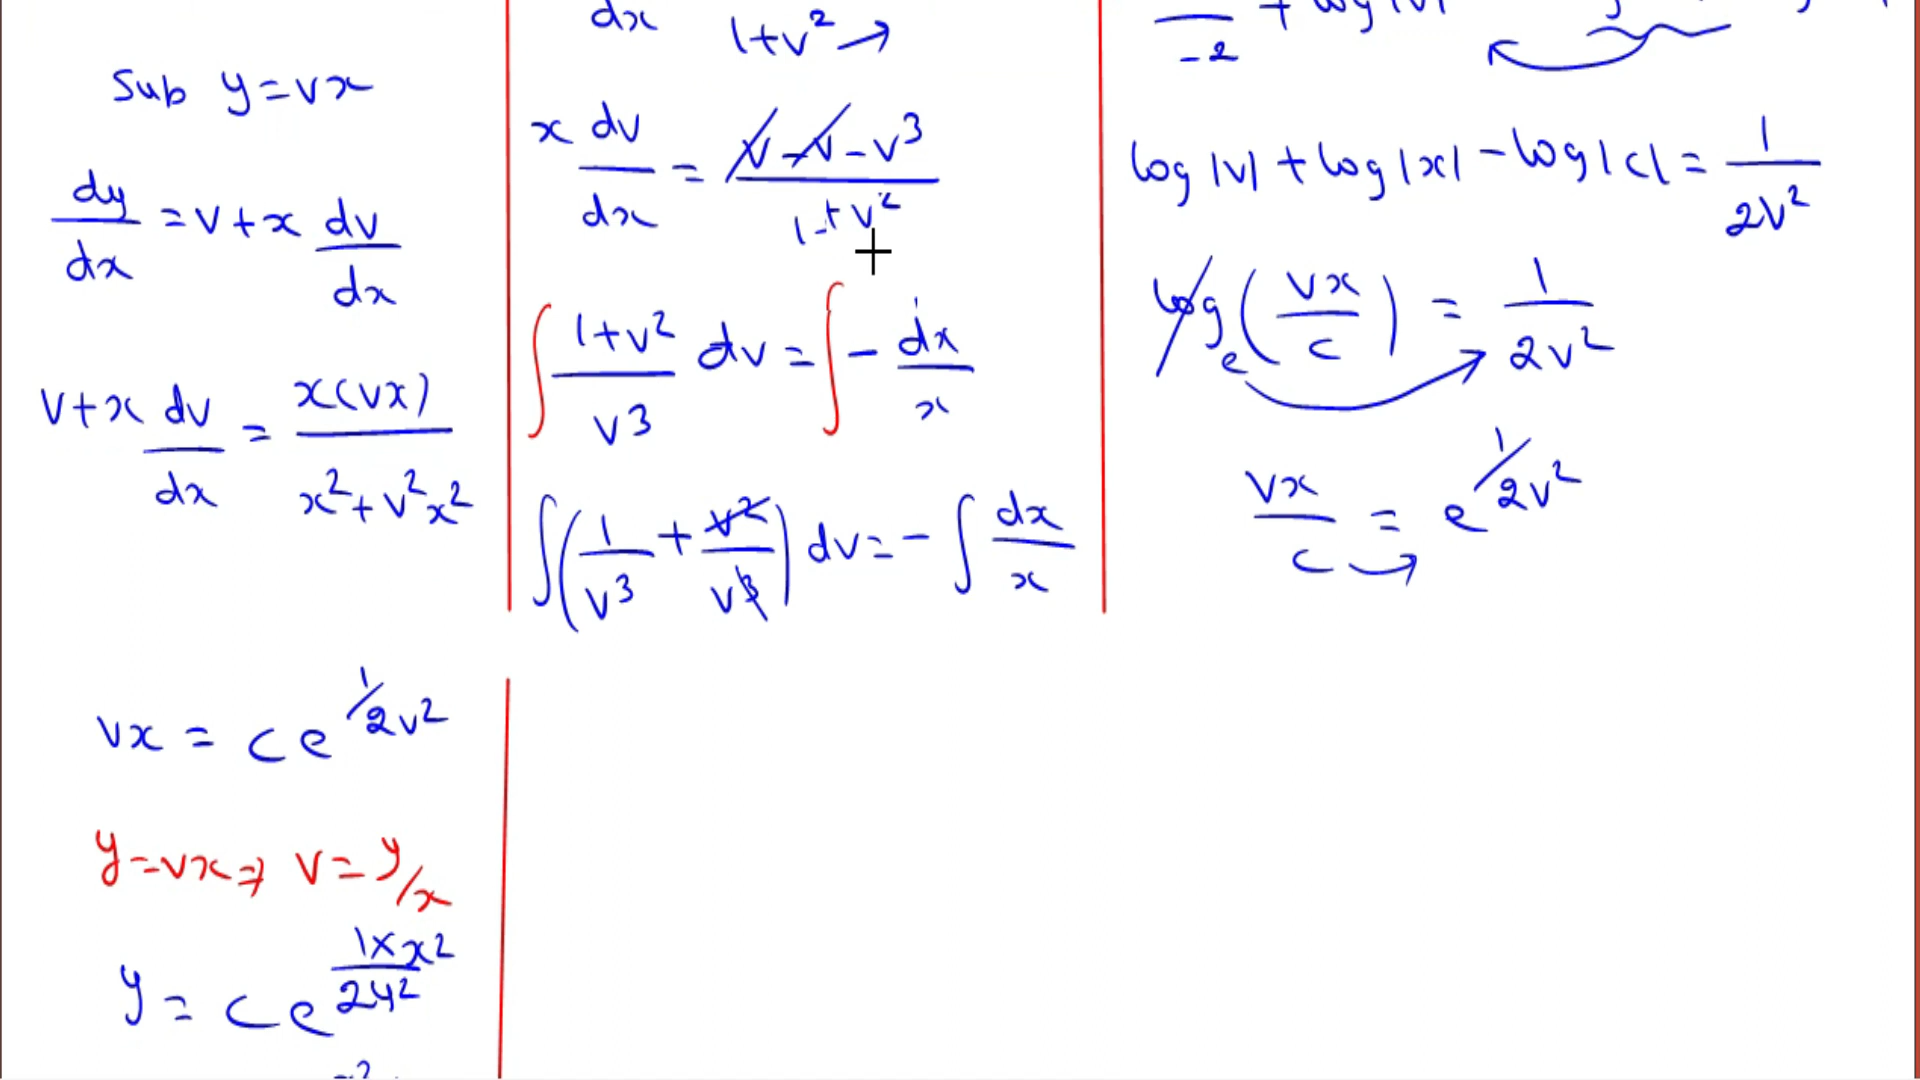 Sub y=vx
dy/dx = v+x dv/dx
v+x dv/dx = x(vx)/x²+v²x²
vx = ce^1/2v²
y=vx⇒ v=y/x
y = ce^1×x²/2y²
dx 1+v² →
x dv/dx = v-v-v³/1+v²
∫ 1+v²/v³ dv = ∫ - dx/x
∫(1/v³ + v²/v³) dv = - ∫ dx/x
-2 + log|v|
log|v| + log|x| - log|c| = 1/2v²
log e (vx/c) = 1/2v²
vx/c = e^1/2v²